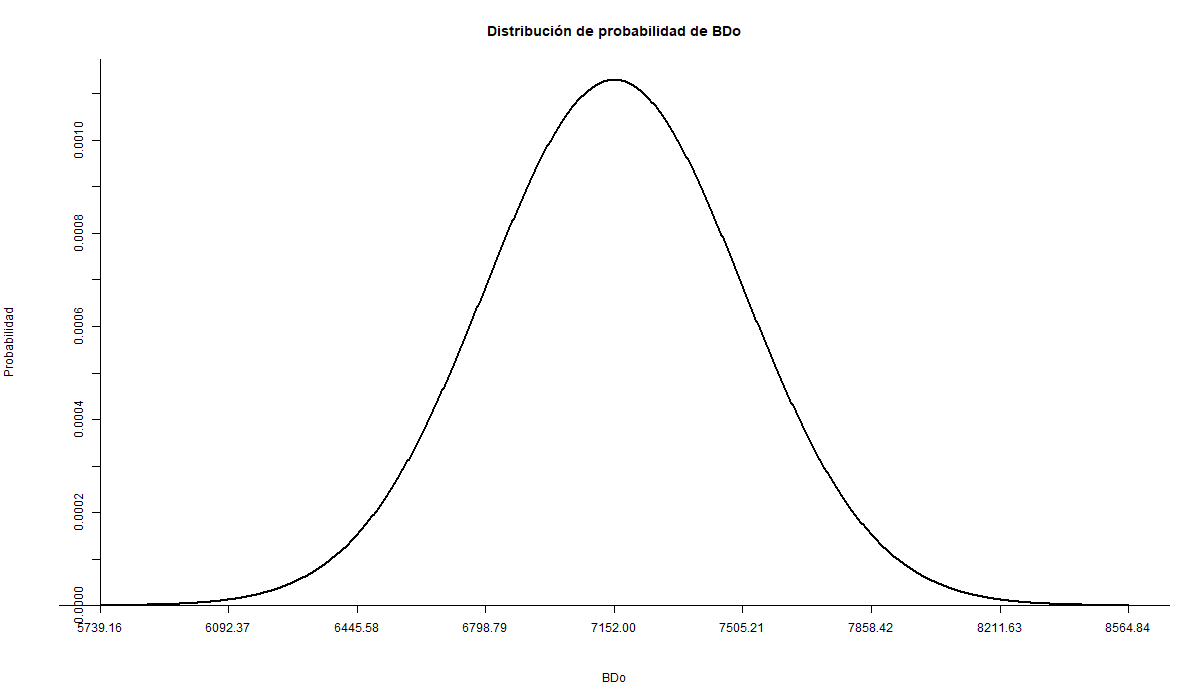 Distribución de probabilidad de BDo
Probabilidad
0.0010
0.0008
0.0006
0.0004
0.0002
0.0000
5739.16 6092.37 6445.58 6798.79 7152.00 7505.21 7858.42 8211.63 8564.84
BDo